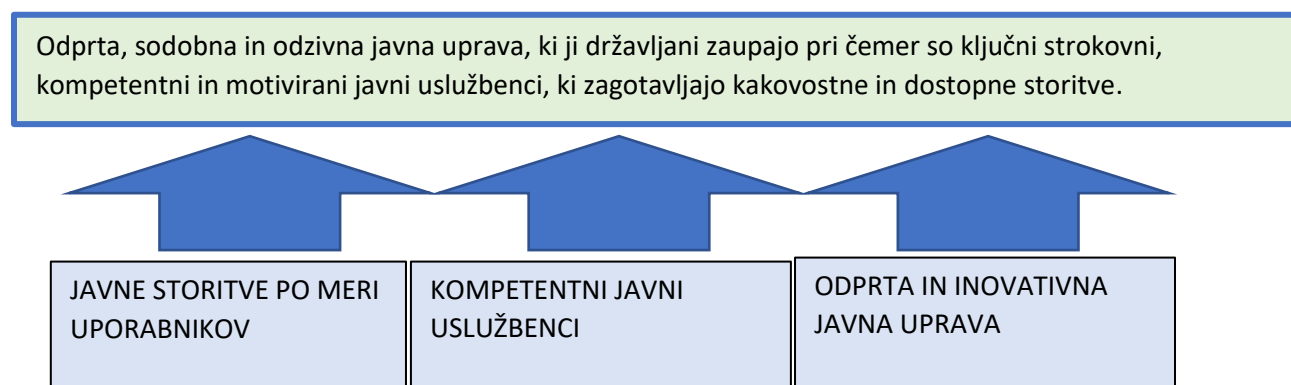 Odprta, sodobna in odzivna javna uprava, ki ji državljani zaupajo pri čemer so ključni strokovni,
kompetentni in motivirani javni uslužbenci, ki zagotavljajo kakovostne in dostopne storitve.
JAVNE STORITVE PO MERI
UPORABNIKOV
KOMPETENTNI JAVNI
USLUŽBENCI
ODPRTA IN INOVATIVNA
JAVNA UPRAVA